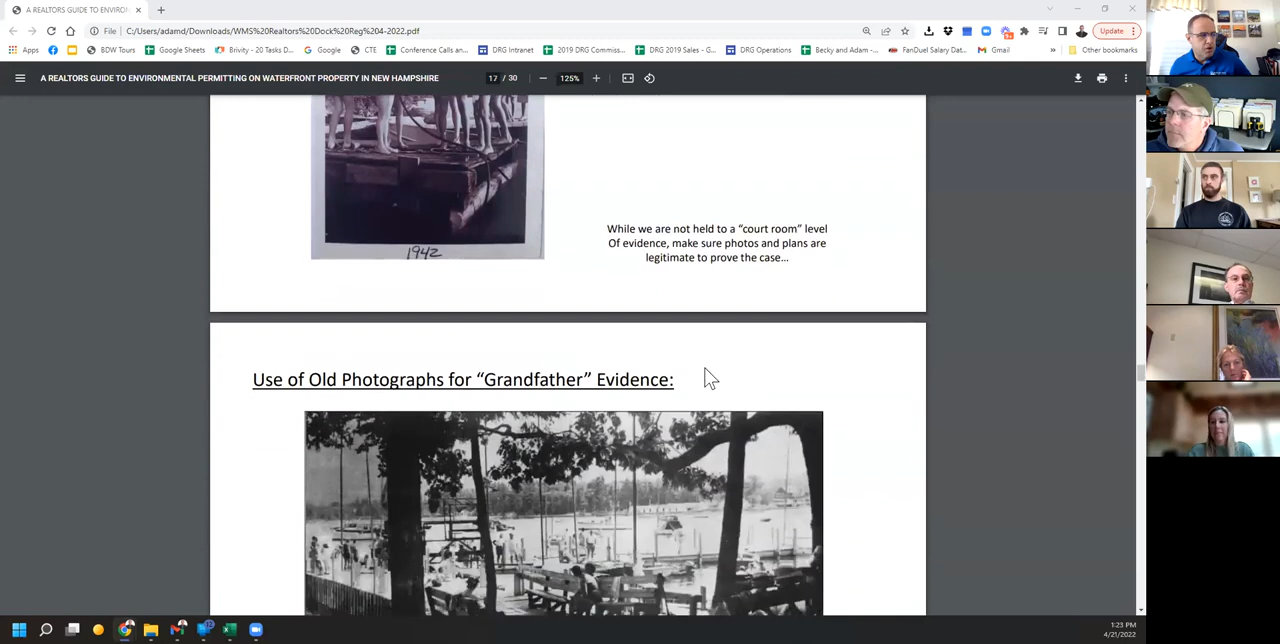 A REALTORS GUIDE TO ENVIRO
File
C:/Users/adamd/Downloads/WMS%20Realtors%20Dock%20Reg%204-2022.pdf
Update
Apps
BDW Tours
Google Sheets
Brivity - 20 Tasks D...
Google
CTE
Conference Calls an...
DRG Intranet
2019 DRG Commiss...
DRG 2019 Sales - G...
DRG Operations
Becky and Adam -...
FanDuel Salary Dat...
Gmail
»
Other bookmarks
A REALTORS GUIDE TO ENVIRONMENTAL PERMITTING ON WATERFRONT PROPERTY IN NEW HAMPSHIRE
17 / 30
125%
1942
While we are not held to a “court room” level
Of evidence, make sure photos and plans are
legitimate to prove the case...
Use of Old Photographs for “Grandfather” Evidence:
1:23 PM
4/21/2022